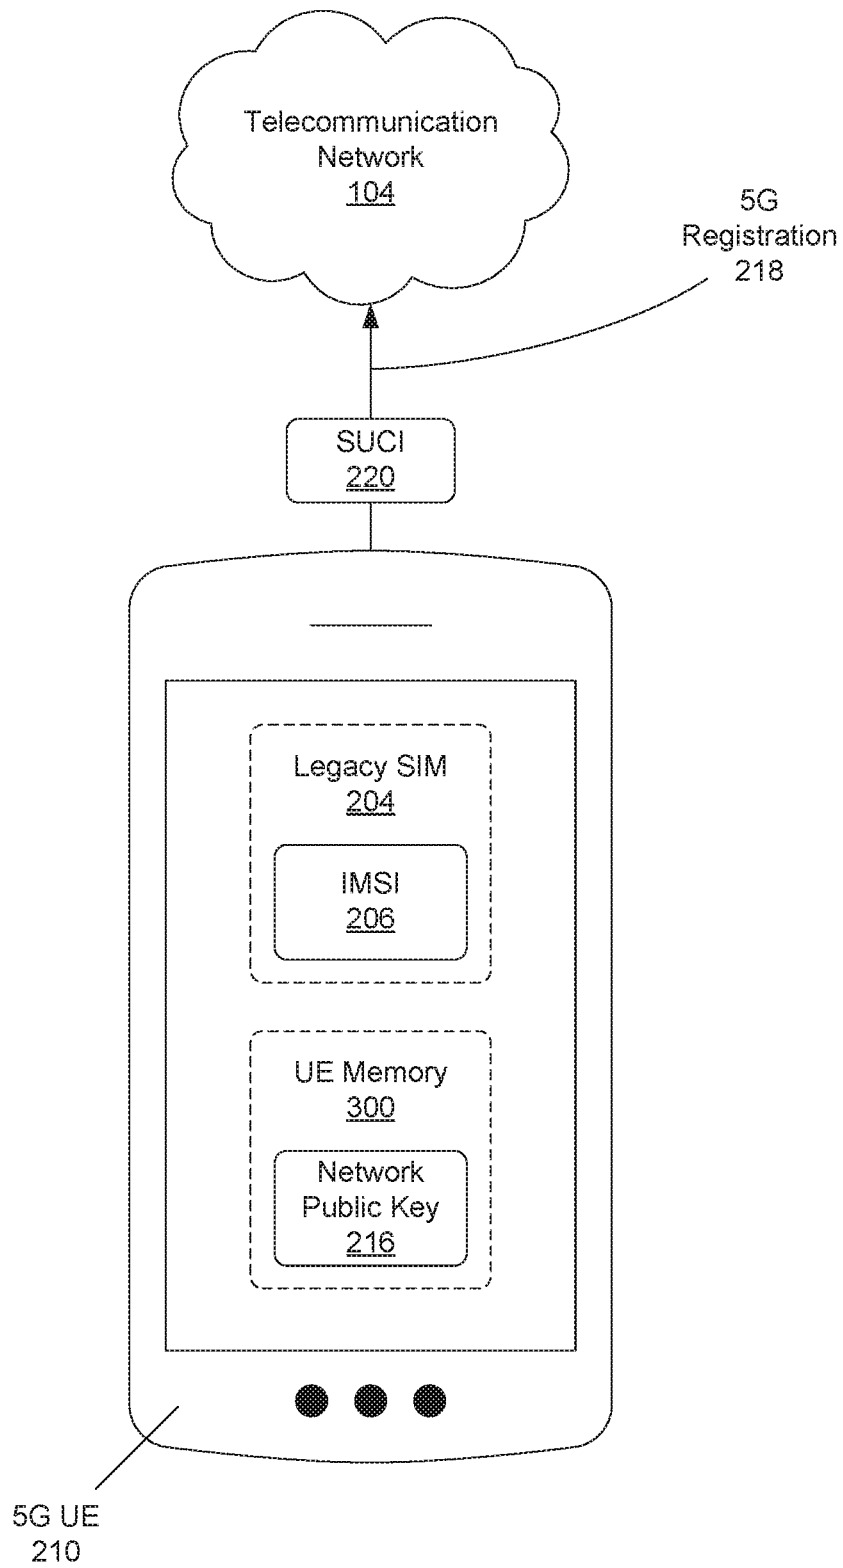 Telecommunication
Network
104
5G
Registration
218
SUCI
220
Legacy SIM
204
IMSI
206
UE Memory
300
Network
Public Key
216
5G UE
210